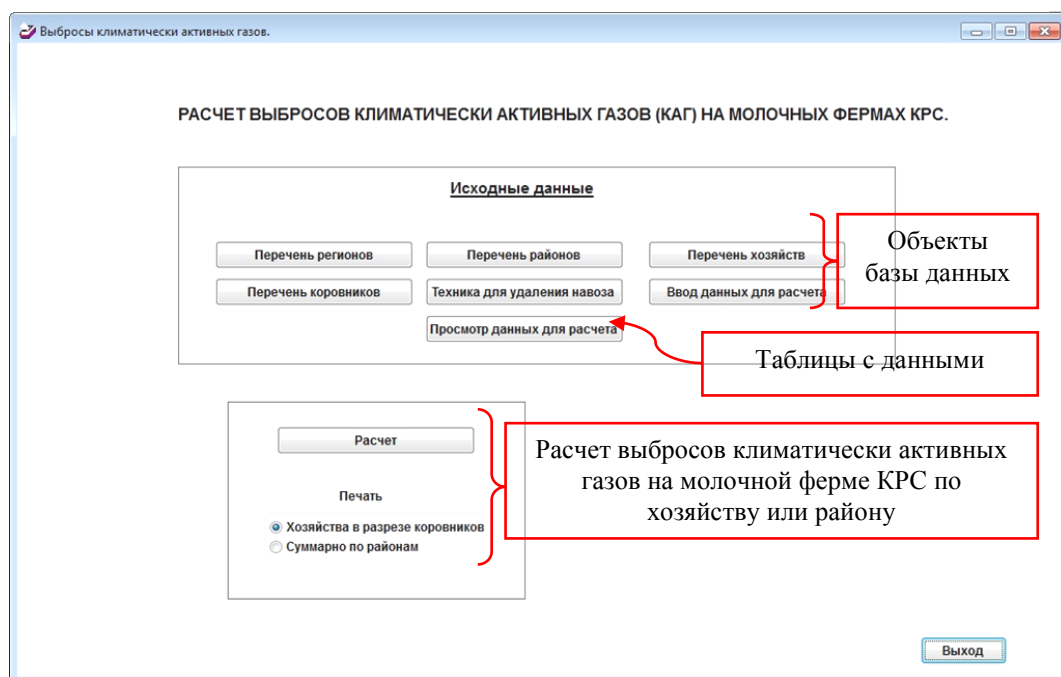 Выбросы климатически активных газов.
РАСЧЕТ ВЫБРОСОВ КЛИМАТИЧЕСКИ АКТИВНЫХ ГАЗОВ (КАГ) НА МОЛОЧНЫХ ФЕРМАХ КРС.
Исходные данные
Перечень регионов
Перечень районов
Перечень хозяйств
Перечень коровников
Техника для удаления навоза
Ввод данных для расчета
Просмотр данных для расчета
Объекты
базы данных
Таблицы с данными
Расчет
Печать
Хозяйства в разрезе коровников
Суммарно по районам
Расчет выбросов климатически активных
газов на молочной ферме КРС по
хозяйству или району
Выход